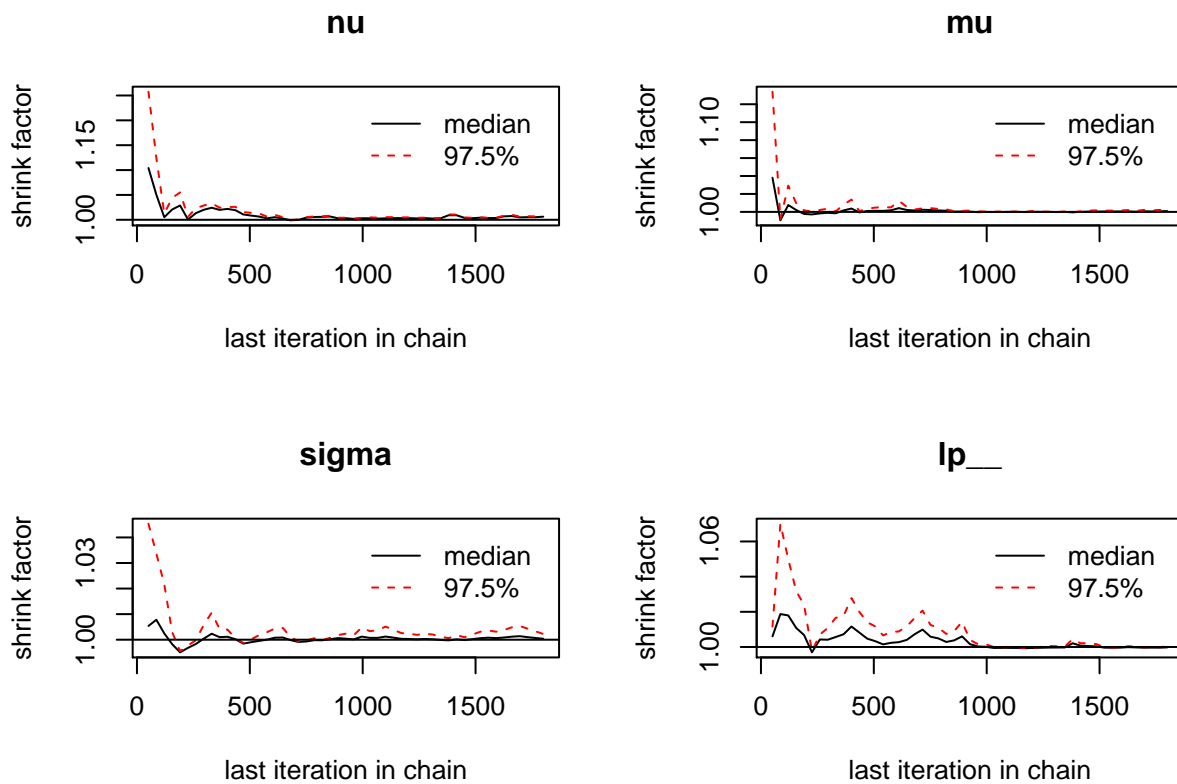 nu
shrink factor
1.00 1.15
median
97.5%
0 500 1000 1500
last iteration in chain
mu
shrink factor
1.00 1.10
median
97.5%
0 500 1000 1500
last iteration in chain
sigma
shrink factor
1.00 1.03
median
97.5%
0 500 1000 1500
last iteration in chain
lp__
shrink factor
1.00 1.06
median
97.5%
0 500 1000 1500
last iteration in chain